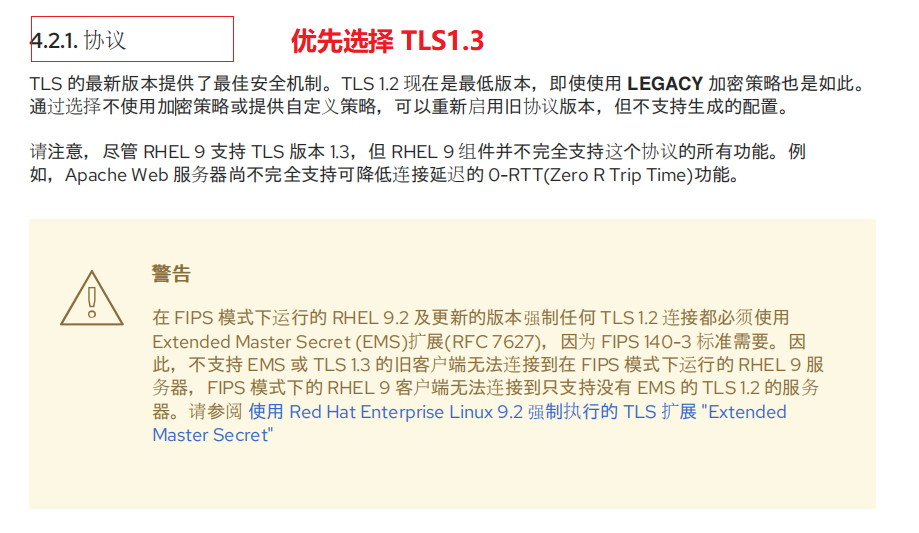 4.2.1. 协议
优先选择 TLS1.3
TLS 的最新版本提供了最佳安全机制。TLS 1.2 现在是最低版本，即使使用 LEGACY 加密策略也是如此。
通过选择不使用加密策略或提供自定义策略，可以重新启用旧协议版本，但不支持生成的配置。
请注意，尽管 RHEL 9 支持 TLS 版本 1.3，但 RHEL 9 组件并不完全支持这个协议的所有功能。例
如，Apache Web 服务器尚不完全支持可降低连接延迟的 0-RTT(Zero R Trip Time)功能。
警告
在 FIPS 模式下运行的 RHEL 9.2 及更新的版本强制任何 TLS 1.2 连接都必须使用
Extended Master Secret (EMS)扩展(RFC 7627)，因为 FIPS 140-3 标准需要。因
此，不支持 EMS 或 TLS 1.3 的旧客户端无法连接到在 FIPS 模式下运行的 RHEL 9 服
务器，FIPS 模式下的 RHEL 9 客户端无法连接到只支持没有 EMS 的 TLS 1.2 的服务
器。请参阅 使用 Red Hat Enterprise Linux 9.2 强制执行的 TLS 扩展 "Extended
Master Secret"